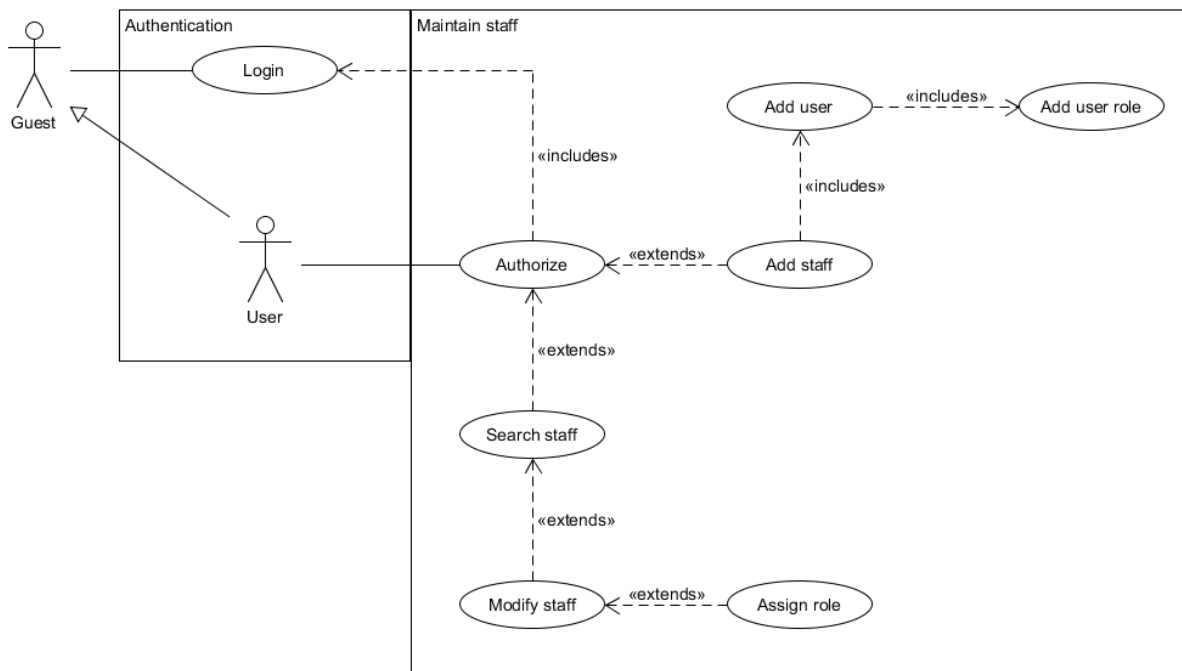 Authentication
Maintain staff
Login
Guest
Add user
«includes»
Add user role
«includes»
«includes»
Authorize
«extends»
Add staff
User
«extends»
Search staff
«extends»
Modify staff
«extends»
Assign role